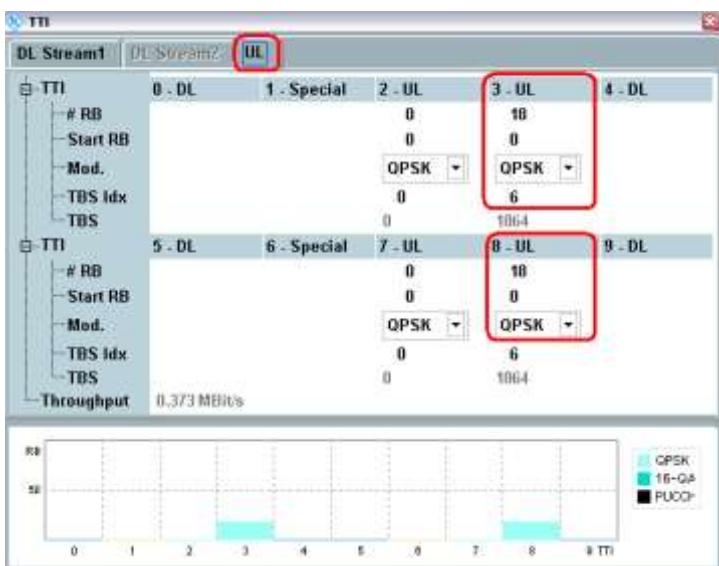 TTI
DL Stream1 DL Stream2 UL
TTI 0 - DL 1 - Special 2 - UL 3 - UL 4 - DL
# RB 0 18
Start RB 0 0
Mod. QPSK QPSK
TBS Idx 0 6
TBS 0 1864
TTI 5 - DL 6 - Special 7 - UL 8 - UL 9 - DL
# RB 0 18
Start RB 0 0
Mod. QPSK QPSK
TBS Idx 0 6
TBS 0 1864
Throughput 0.373 MBit/s
RB
50
QPSK
16-QA
PUCCH
0 1 2 3 4 5 6 7 8 9 TTI